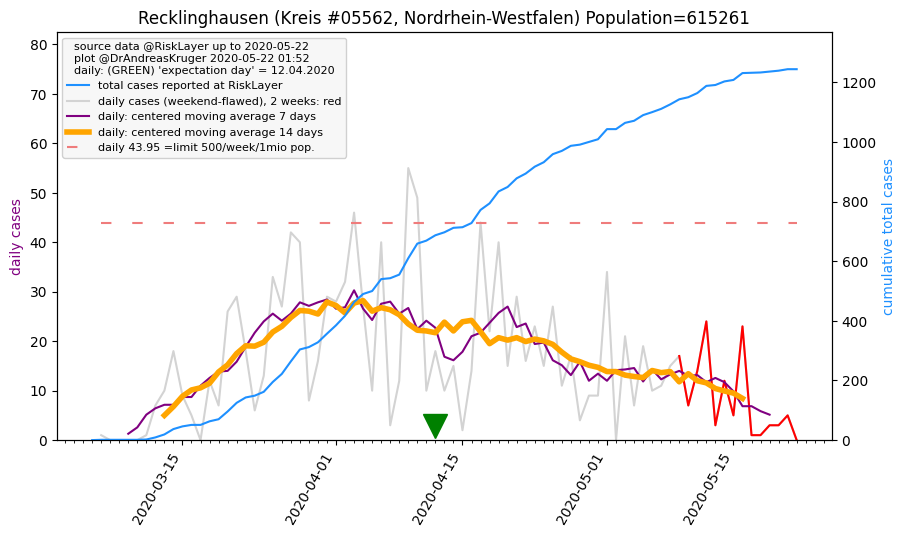 Recklinghausen (Kreis #05562, Nordrhein-Westfalen) Population=615261
source data @RiskLayer up to 2020-05-22
plot @DrAndreasKruger 2020-05-22 01:52
daily: (GREEN) 'expectation day' = 12.04.2020
total cases reported at RiskLayer
daily cases (weekend-flawed), 2 weeks: red
daily: centered moving average 7 days
daily: centered moving average 14 days
daily 43.95 =limit 500/week/1mio pop.
daily cases
80
70
60
50
40
30
20
10
0
cumulative total cases
1200
1000
800
600
400
200
0
2020-03-15
2020-04-01
2020-04-15
2020-05-01
2020-05-15